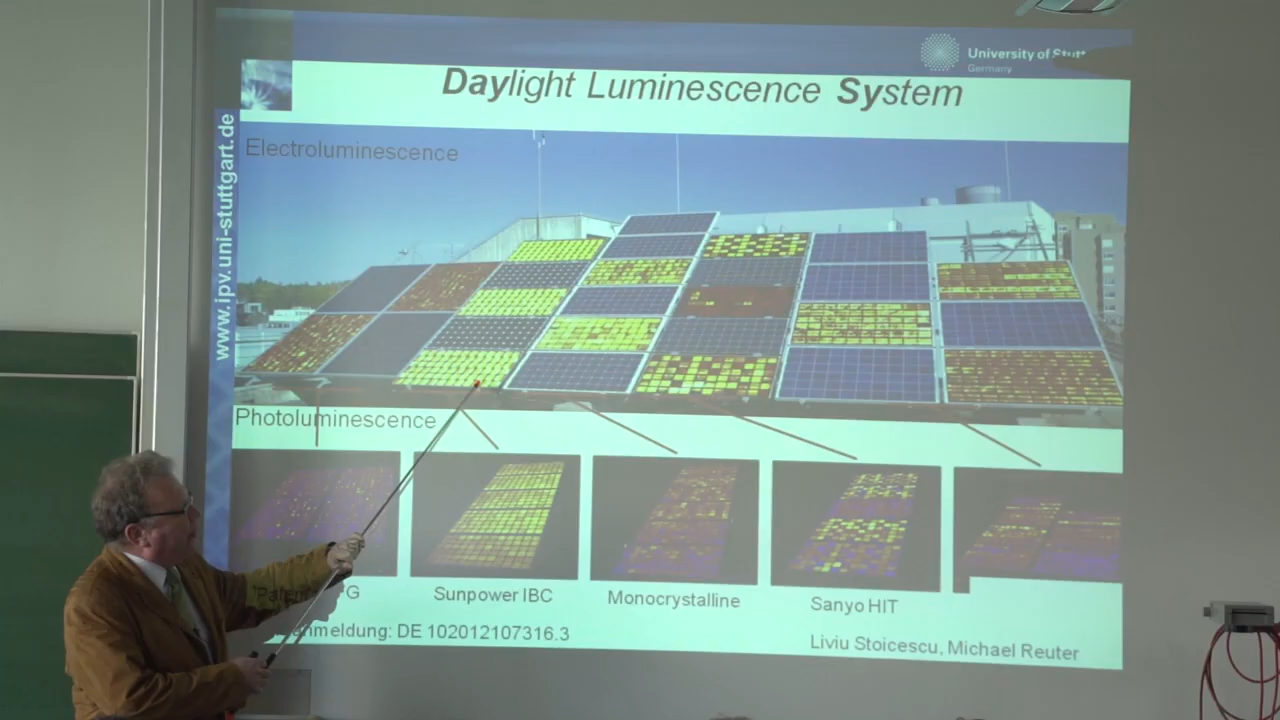 University of
Germany
Daylight Luminescence System
www.ipv.uni-stuttgart.de
Electroluminescence
Photoluminescence
G
Sunpower IBC
Monocrystalline
Sanyo HIT
nmeldung: DE 102012107316.3
Liviu Stoicescu, Michael Reuter